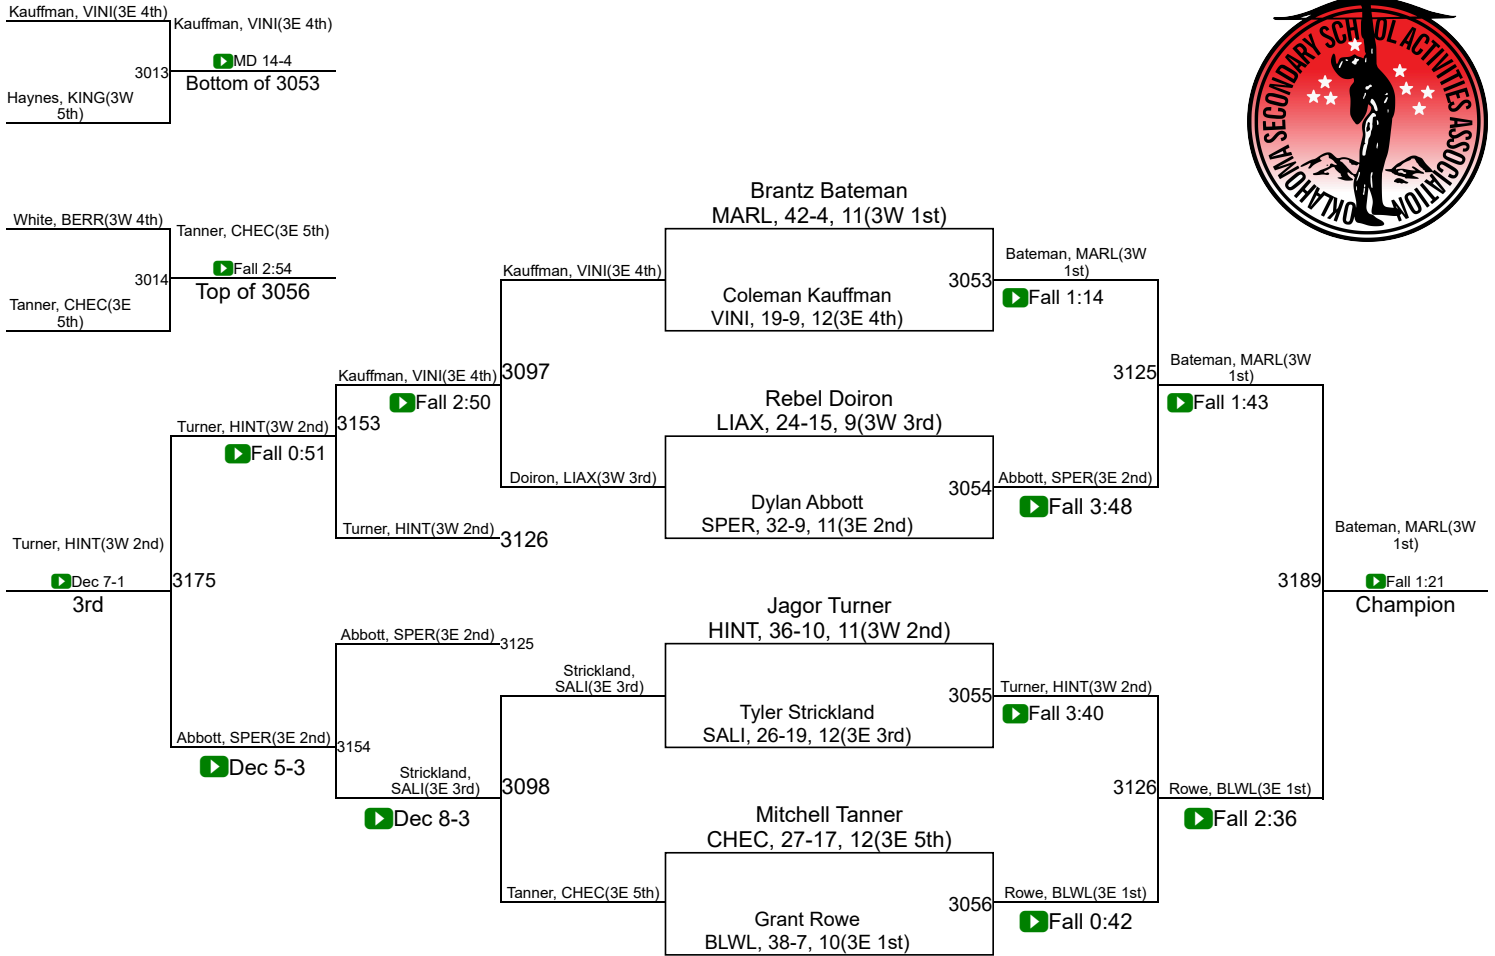 Kauffman, VINI(3E 4th)
Kauffman, VINI(3E 4th)
MD 14-4
3013
Bottom of 3053
Haynes, KING(3W
5th)
OKLAHOMA SECONDARY SCHOOL ACTIVITIES ASSOCIATION
White, BERR(3W 4th)
Tanner, CHEC(3E 5th)
Fall 2:54
3014
Top of 3056
Tanner, CHEC(3E
5th)
Brantz Bateman
MARL, 42-4, 11(3W 1st)
Kauffman, VINI(3E 4th)
Coleman Kauffman
VINI, 19-9, 12(3E 4th)
3053
Bateman, MARL(3W
1st)
Fall 1:14
Kauffman, VINI(3E 4th)
3097
Fall 2:50
3125
Bateman, MARL(3W
1st)
Fall 1:43
Turner, HINT(3W 2nd)
3153
Fall 0:51
Rebel Doiron
LIAX, 24-15, 9(3W 3rd)
Doiron, LIAX(3W 3rd)
Dylan Abbott
SPER, 32-9, 11(3E 2nd)
3054
Abbott, SPER(3E 2nd)
Fall 3:48
Turner, HINT(3W 2nd)
3126
Turner, HINT(3W 2nd)
Dec 7-1
3175
3rd
Bateman, MARL(3W
1st)
3189
Fall 1:21
Champion
Jagor Turner
HINT, 36-10, 11(3W 2nd)
Abbott, SPER(3E 2nd)
3125
Strickland,
SALI(3E 3rd)
Tyler Strickland
SALI, 26-19, 12(3E 3rd)
3055
Turner, HINT(3W 2nd)
Fall 3:40
Abbott, SPER(3E 2nd)
3154
Dec 5-3
Strickland,
SALI(3E 3rd)
3098
Dec 8-3
3126
Rowe, BLWL(3E 1st)
Fall 2:36
Mitchell Tanner
CHEC, 27-17, 12(3E 5th)
Tanner, CHEC(3E 5th)
Grant Rowe
BLWL, 38-7, 10(3E 1st)
3056
Rowe, BLWL(3E 1st)
Fall 0:42